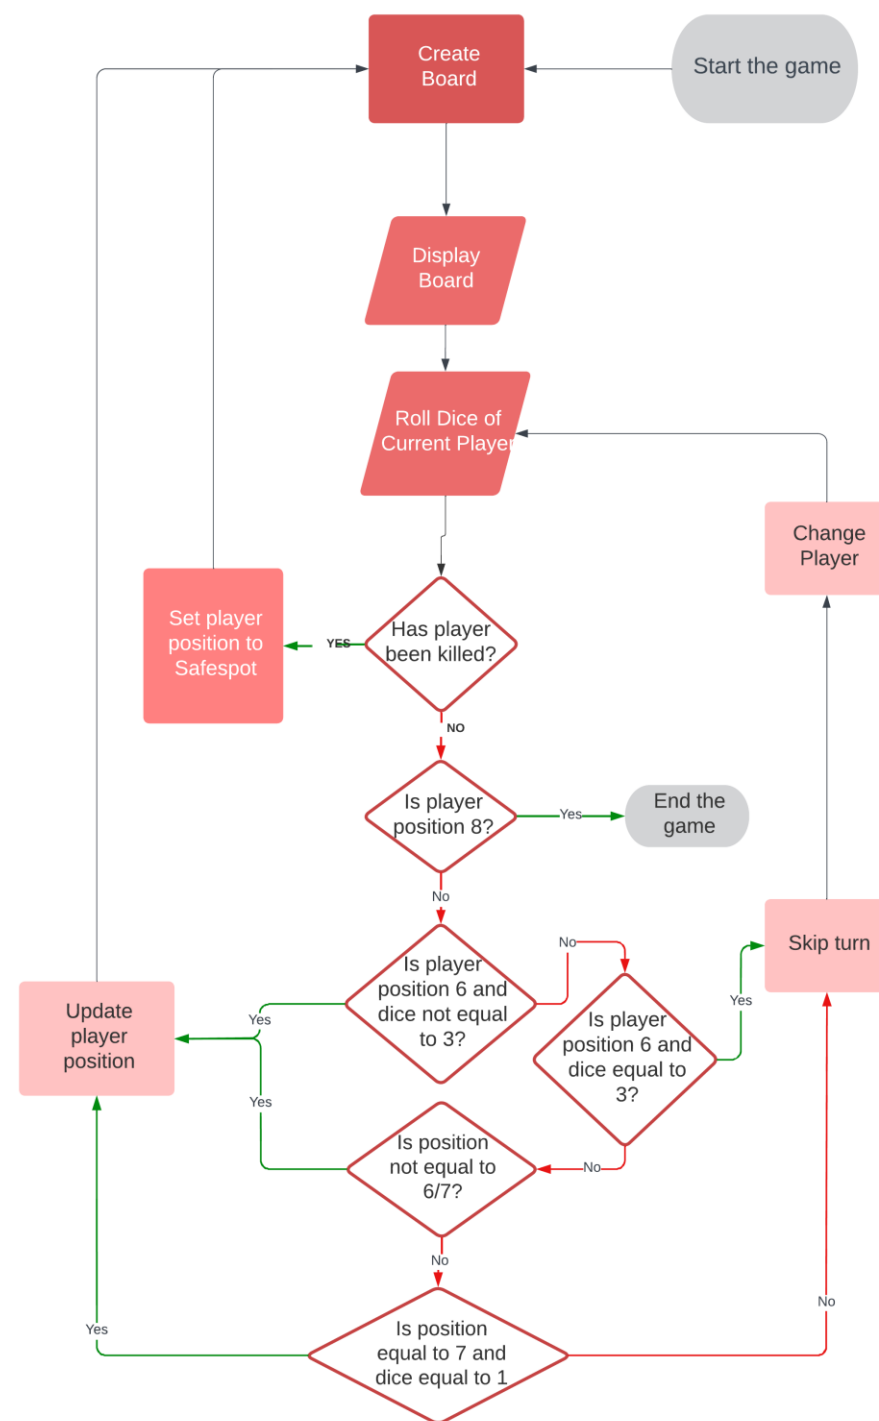 Create
Board
Start the game
Display
Board
Roll Dice of
Current Player
Change
Player
Set player
position to
Safespot
YES
Has player
been killed?
NO
Is player
position 8?
Yes
End the
game
No
Is player
position 6 and
dice not equal
to 3?
No
Skip turn
Yes
Is player
position 6 and
dice equal to
3?
Yes
Update
player
position
Yes
Is position
not equal to
6/7?
No
No
No
Yes
Is position
equal to 7 and
dice equal to 1